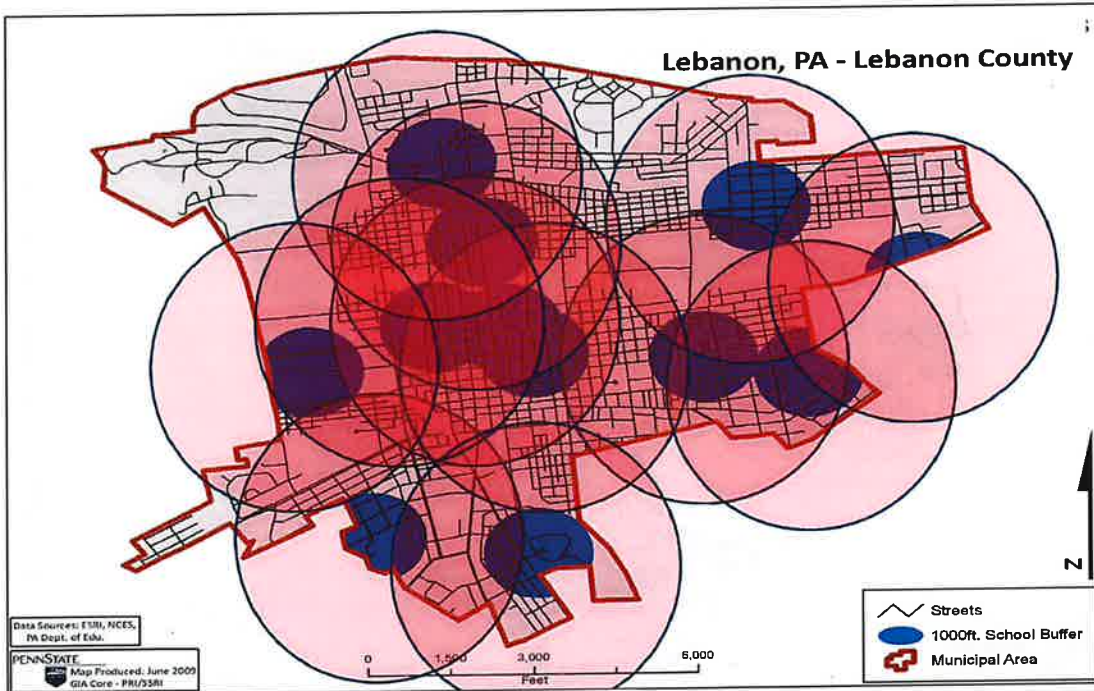 Lebanon, PA - Lebanon County
N
Data Sources: ESRI, NCES,
PA Dept. of Edu.
PENNSTATE
Map Produced: June 2009
GIA Core - PRI/SSRI
0 1,500 3,000 6,000
Feet
Streets
1000ft. School Buffer
Municipal Area